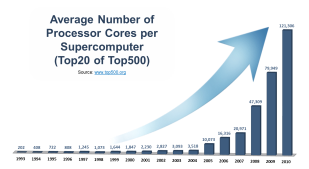 Average Number of
Processor Cores per
Supercomputer
(Top20 of Top500)
Source: www.top500.org
121,300
79,949
47,309
20,971
16,316
10,074
202 408 722 808 1,245 1,073 1,644 1,847 2,230 2,827 3,093 3,518
1993 1994 1995 1996 1997 1998 1999 2000 2001 2002 2003 2004 2005 2006 2007 2008 2009 2010